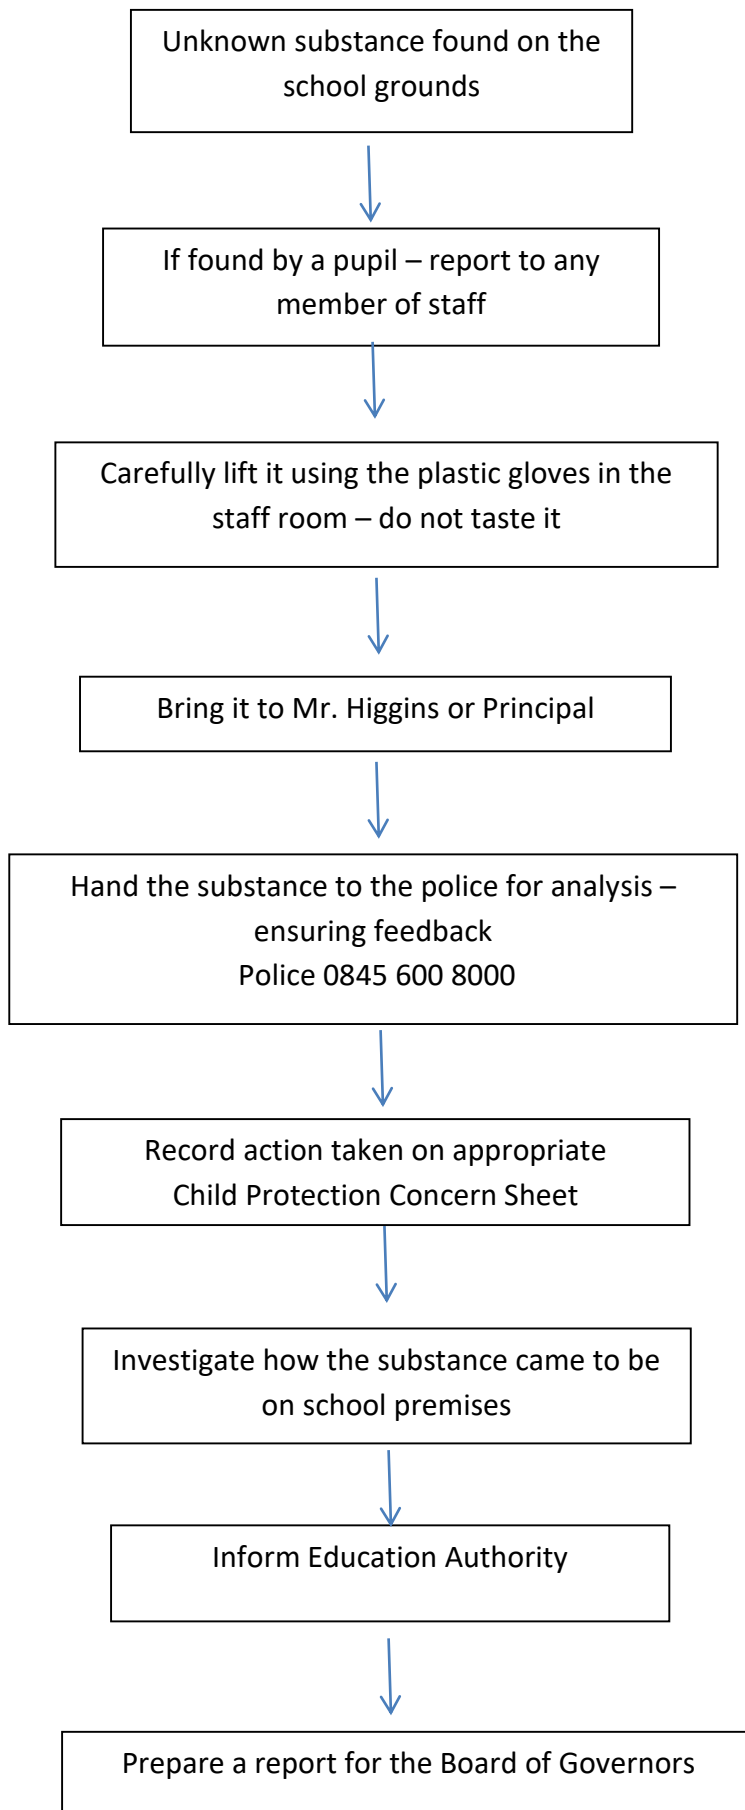 Unknown substance found on the
school grounds
If found by a pupil – report to any
member of staff
Carefully lift it using the plastic gloves in the
staff room – do not taste it
Bring it to Mr. Higgins or Principal
Hand the substance to the police for analysis –
ensuring feedback
Police 0845 600 8000
Record action taken on appropriate
Child Protection Concern Sheet
Investigate how the substance came to be
on school premises
Inform Education Authority
Prepare a report for the Board of Governors